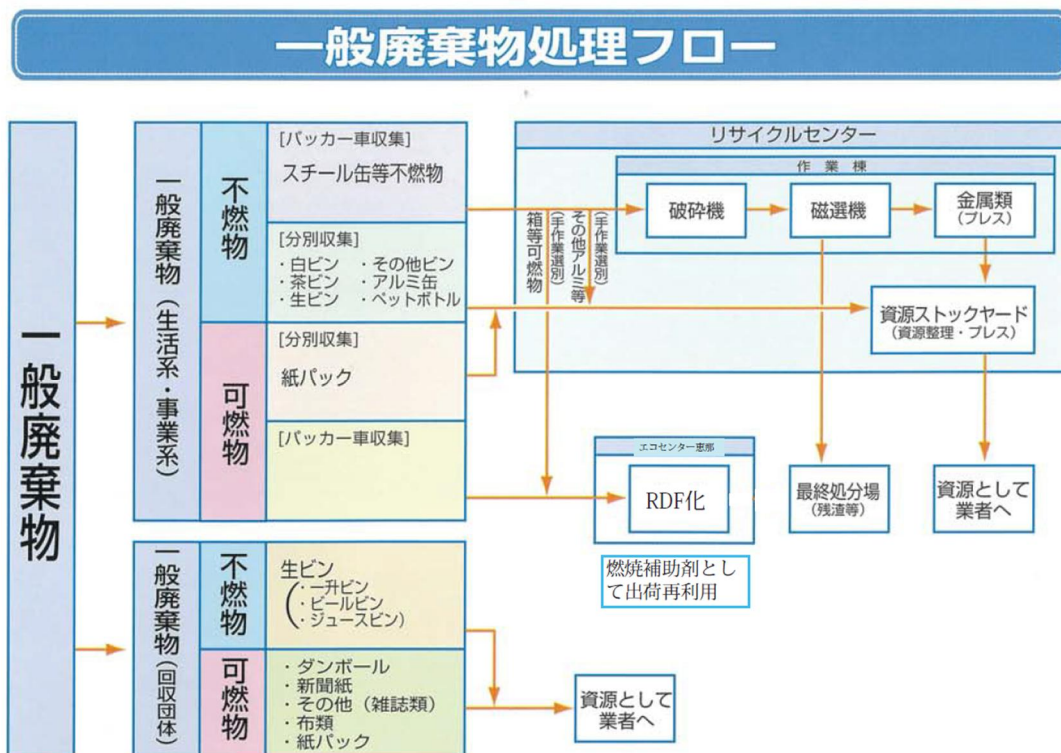 一般廃棄物処理フロー
一般廃棄物
一般廃棄物（生活系・事業系）
不燃物
[パッカー車収集]
スチール缶等不燃物
[分別収集]
・白ビン ・その他ビン
・茶ビン ・アルミ缶
・生ビン ・ペットボトル
可燃物
[分別収集]
紙パック
[パッカー車収集]
箱等可燃物
(手作業選別)
その他アルミ等
(手作業選別)
リサイクルセンター
作業棟
破砕機
磁選機
金属類
(プレス)
資源ストックヤード
(資源整理・プレス)
エコセンター恵那
RDF化
燃焼補助剤とし
て出荷再利用
最終処分場
(残渣等)
資源として
業者へ
一般廃棄物(回収団体)
不燃物
生ビン
(・一升ビン
・ビールビン
・ジュースビン)
可燃物
・ダンボール
・新聞紙
・その他（雑誌類）
・布類
・紙パック
資源として
業者へ